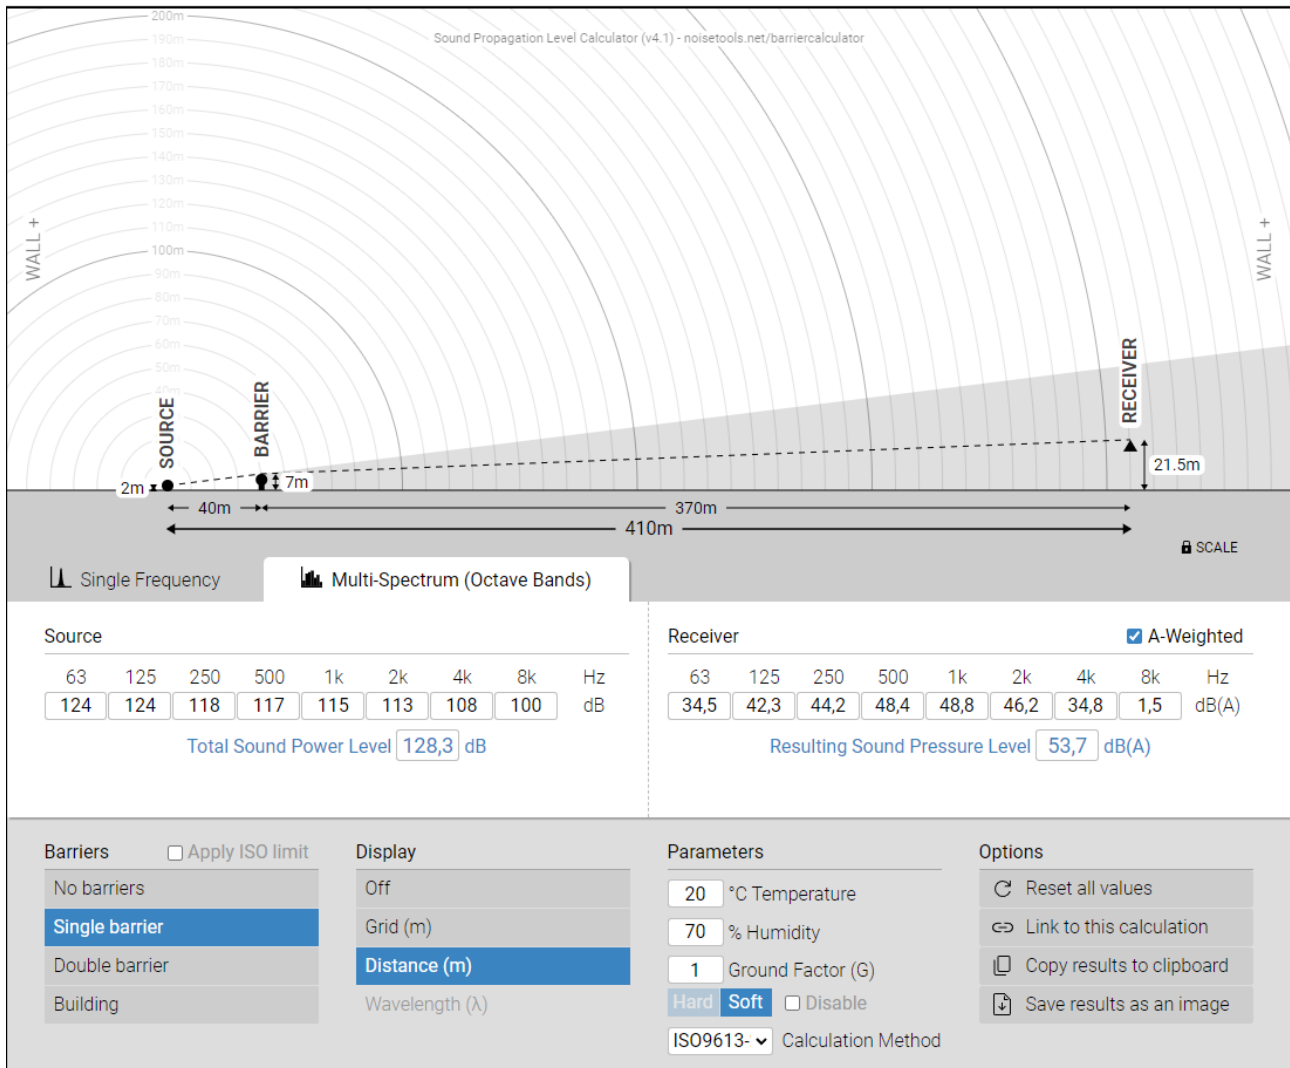 200m
Sound Propagation Level Calculator (v4.1) - noisetools.net/barriercalculator
190m
180m
170m
160m
150m
140m
130m
120m
110m
WALL +
WALL +
100m
90m
80m
70m
60m
50m
40m
SOURCE
BARRIER
RECEIVER
2m
7m
21.5m
40m
370m
410m
SCALE
Single Frequency
Multi-Spectrum (Octave Bands)
Source
63 125 250 500 1k 2k 4k 8k Hz
124 124 118 117 115 113 108 100 dB
Total Sound Power Level 128,3 dB
Receiver
A-Weighted
63 125 250 500 1k 2k 4k 8k Hz
34,5 42,3 44,2 48,4 48,8 46,2 34,8 1,5 dB(A)
Resulting Sound Pressure Level 53,7 dB(A)
Barriers
Apply ISO limit
No barriers
Single barrier
Double barrier
Building
Display
Off
Grid (m)
Distance (m)
Wavelength (λ)
Parameters
20 °C Temperature
70 % Humidity
1 Ground Factor (G)
Hard Soft Disable
ISO9613- Calculation Method
Options
Reset all values
Link to this calculation
Copy results to clipboard
Save results as an image